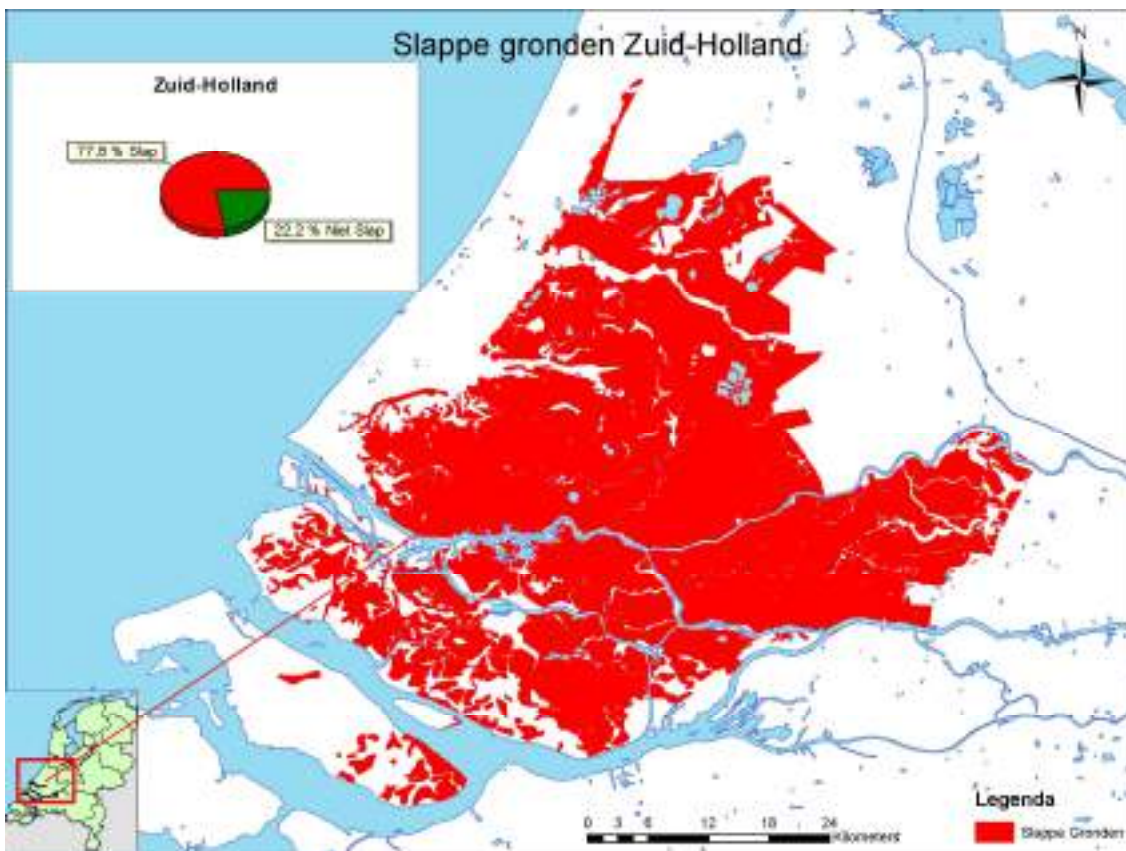 Slappe gronden Zuid-Holland
N
Zuid-Holland
77.8 % Slap
22.2 % Niet Slap
Legenda
Slappe Gronden
0 3 6 12 18 24
Kilometers